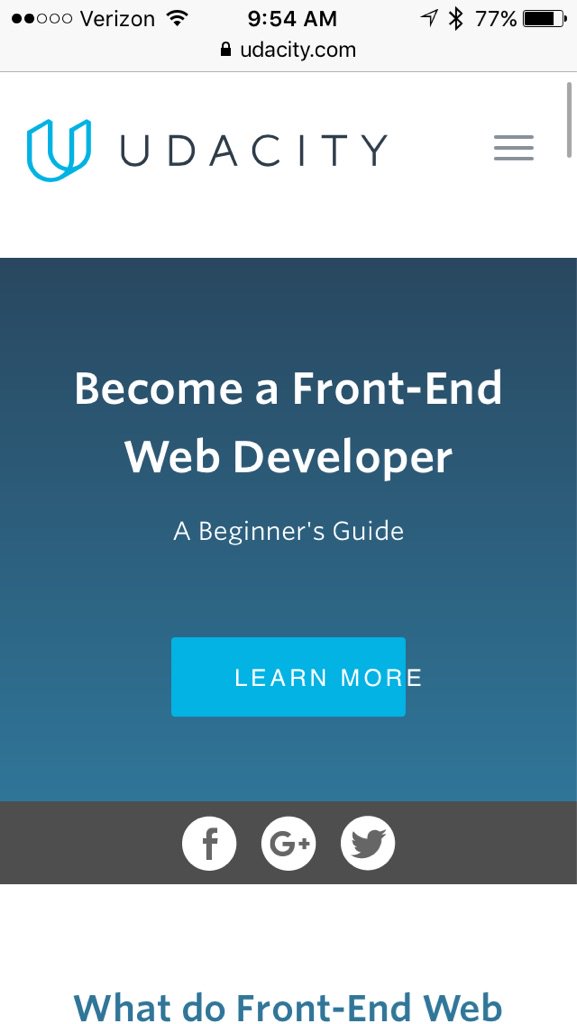 Verizon 9:54 AM 77%
udacity.com
UDACITY
Become a Front-End
Web Developer
A Beginner's Guide
LEARN MORE
f G+
What do Front-End Web